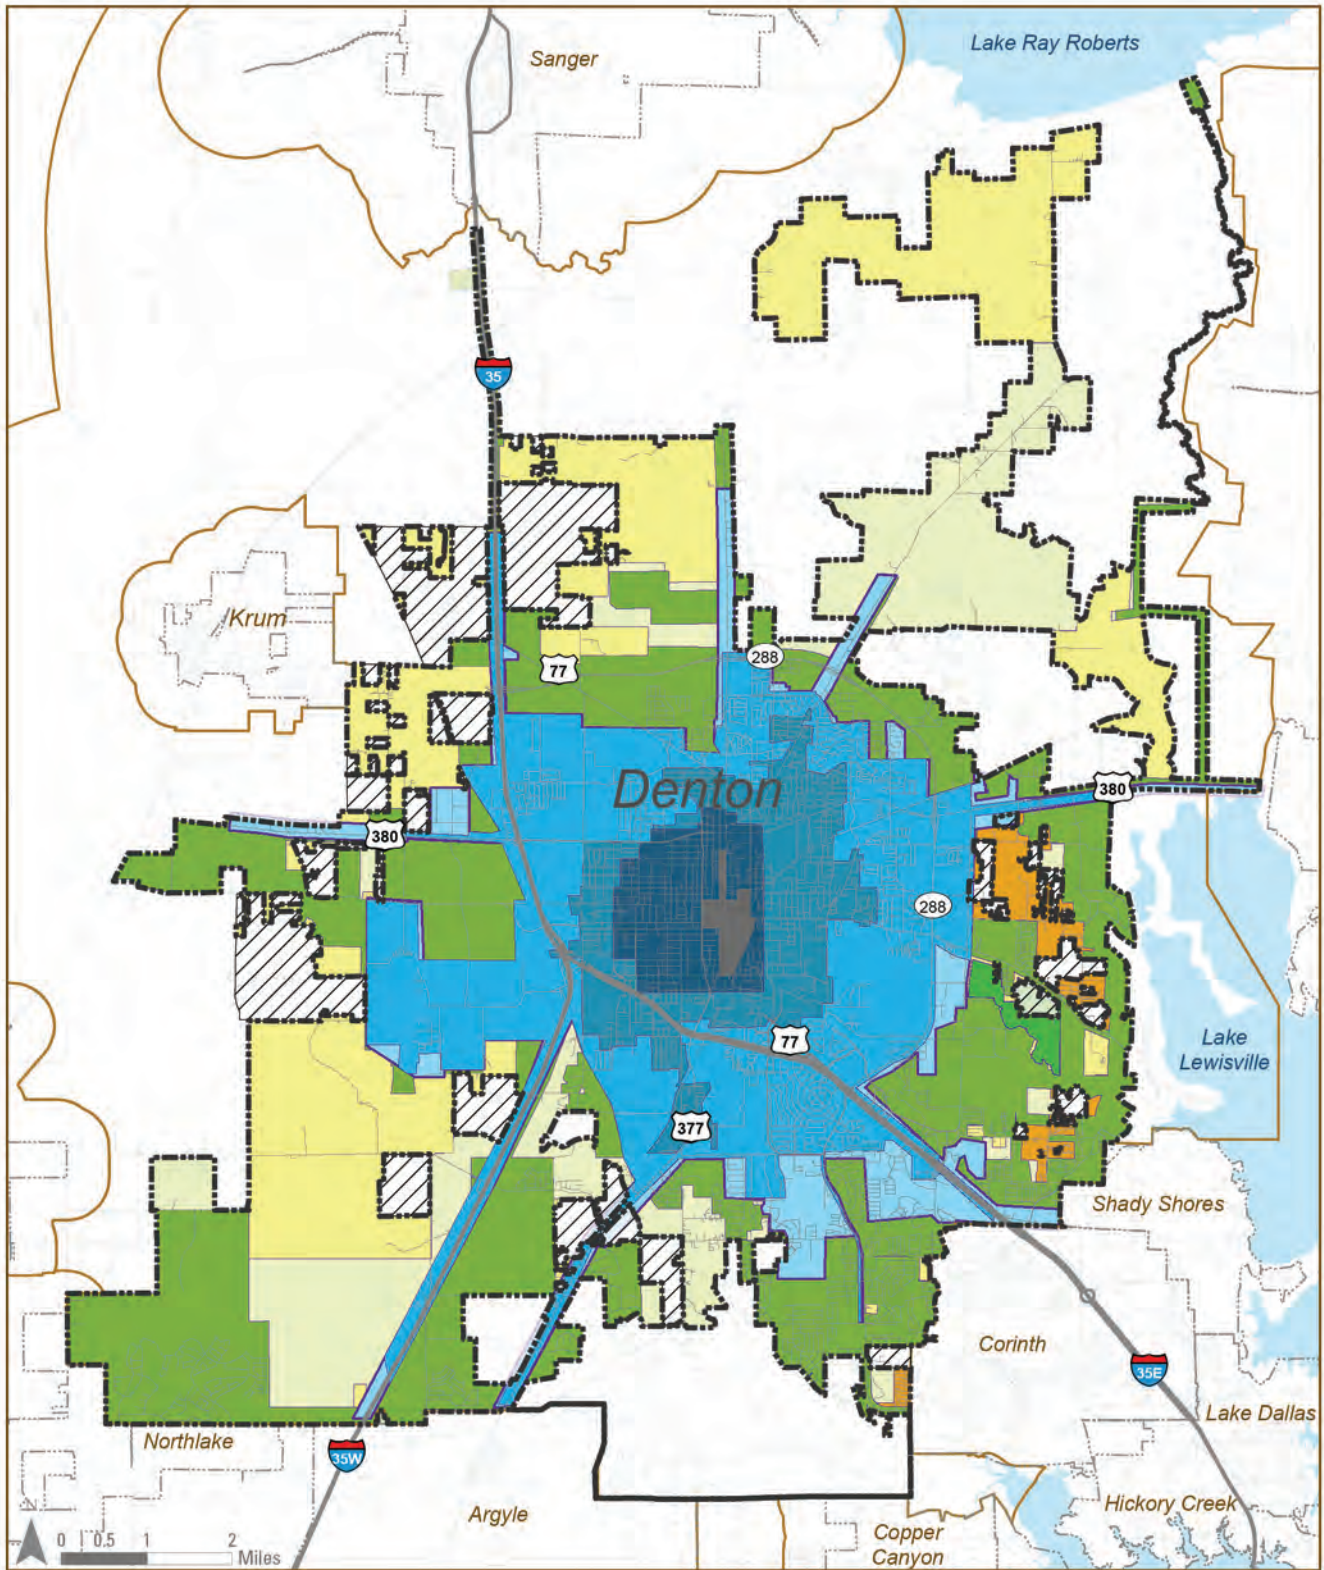 Lake Ray Roberts
Sanger
35
Krum
77
288
Denton
380
380
288
77
Lake
Lewisville
377
Shady Shores
Corinth
35E
Lake Dallas
Northlake
35W
Hickory Creek
Argyle
Copper
Canyon
N
0 0.5 1 2
Miles